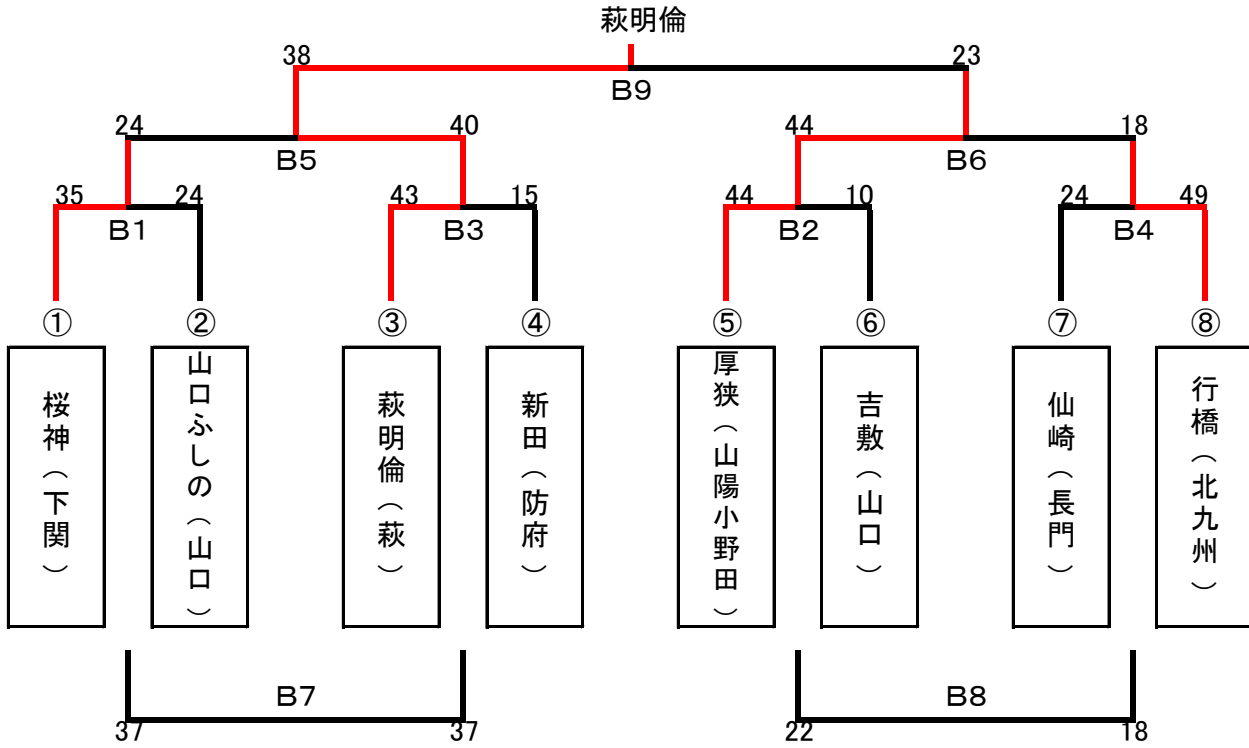 萩明倫
38
23
B9
24
40
44
18
B5
B6
35
24
43
15
44
10
24
49
B1
B3
B2
B4
①
②
③
④
⑤
⑥
⑦
⑧
桜神(下関)
山口ふしの(山口)
萩明倫(萩)
新田(防府)
厚狭(山陽小野田)
吉敷(山口)
仙崎(長門)
行橋(北九州)
B7
B8
37
37
22
18